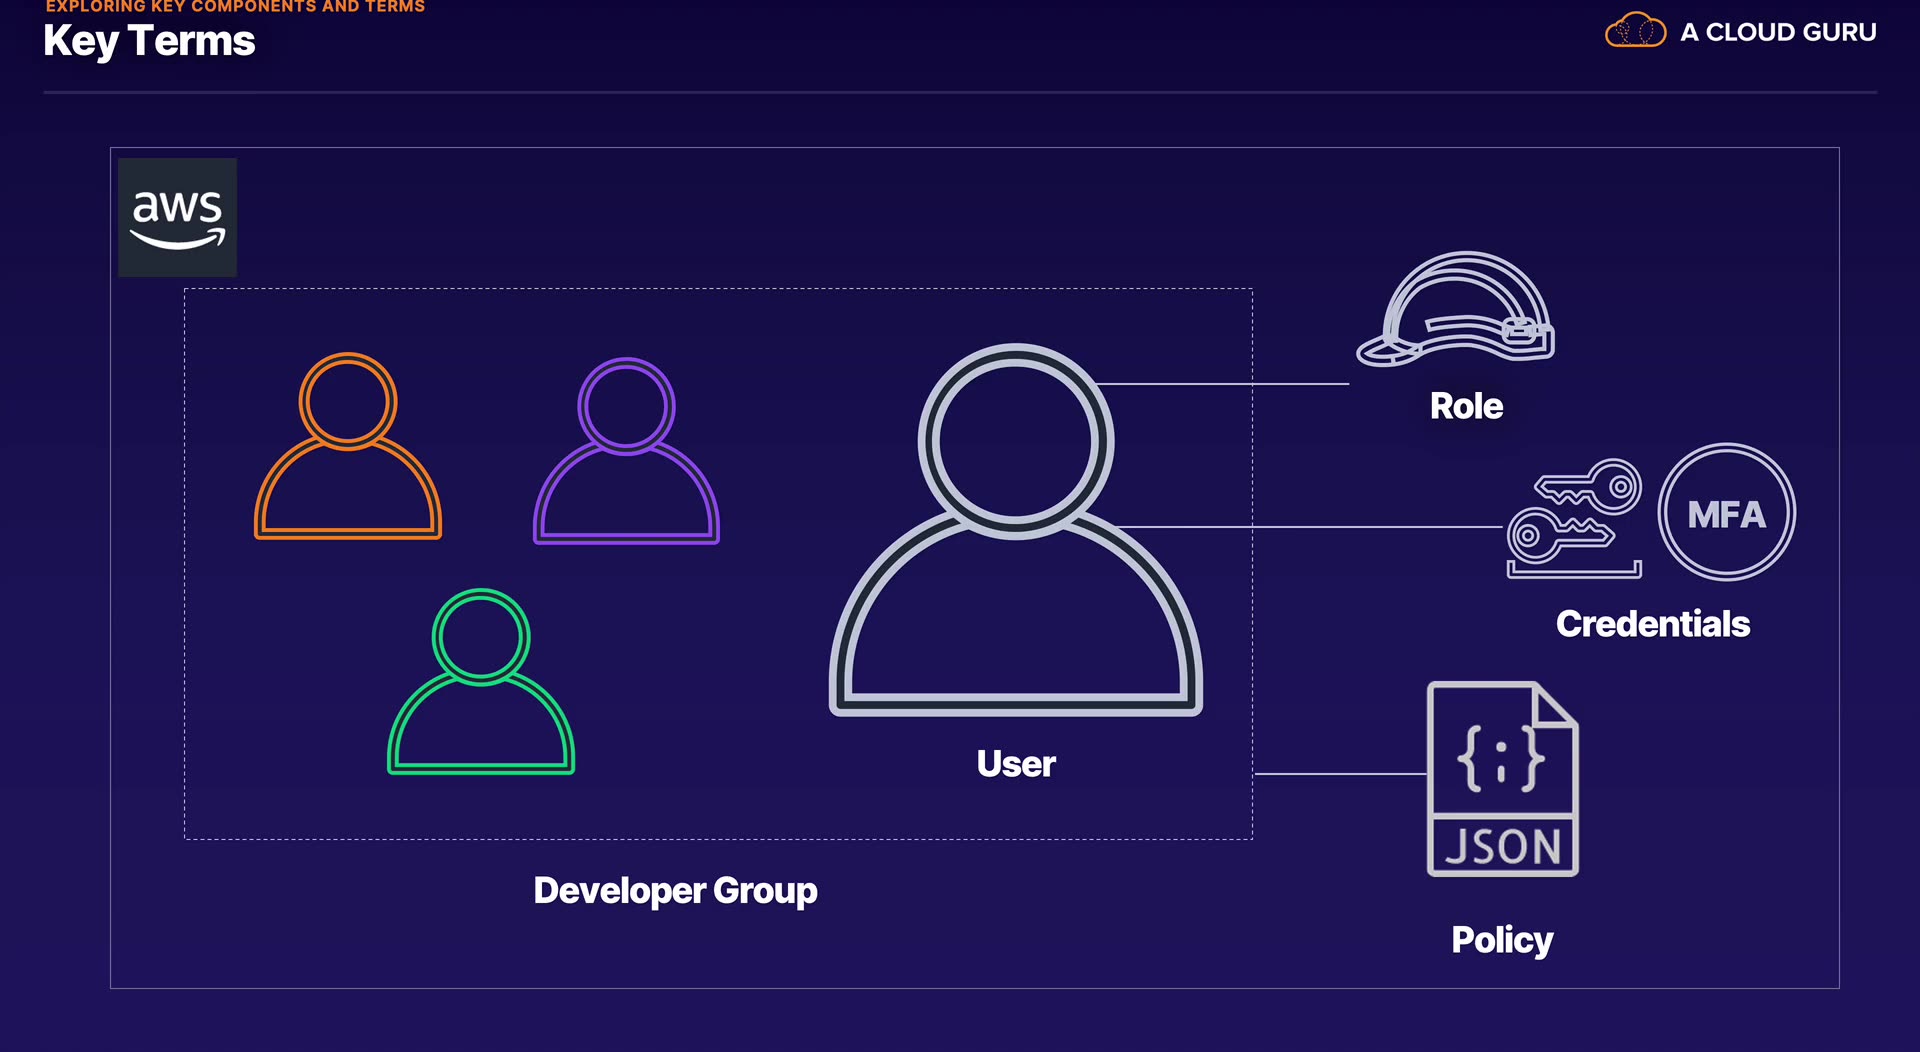 EXPLORING KEY COMPONENTS AND TERMS
Key Terms
A CLOUD GURU
aws
Role
MFA
Credentials
User
{;}
JSON
Developer Group
Policy